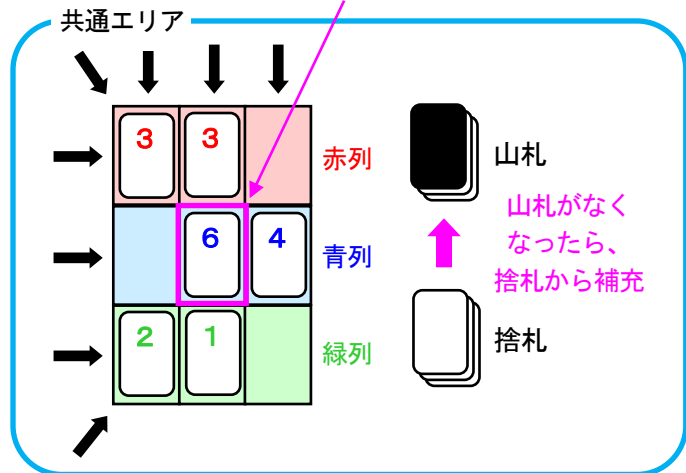 共通エリア
3 3
赤列
山札
山札がなく
なったら、
捨札から補充
6 4
青列
2 1
緑列
捨札